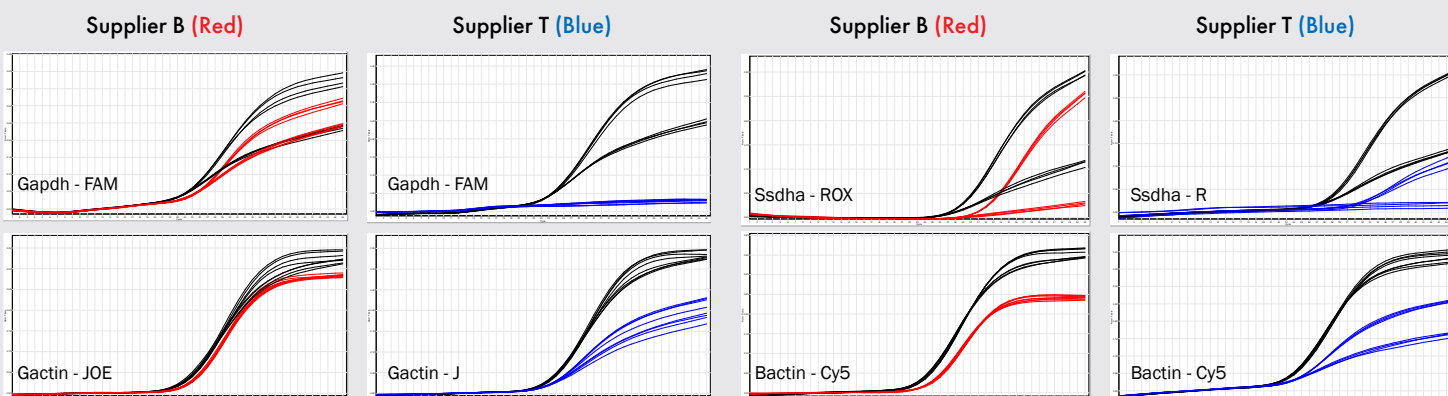 Supplier B (Red)
Supplier T (Blue)
Supplier B (Red)
Supplier T (Blue)
Gapdh - FAM
Gapdh - FAM
Ssdha - ROX
Ssdha - R
Gactin - JOE
Gactin - J
Bactin - Cy5
Bactin - Cy5